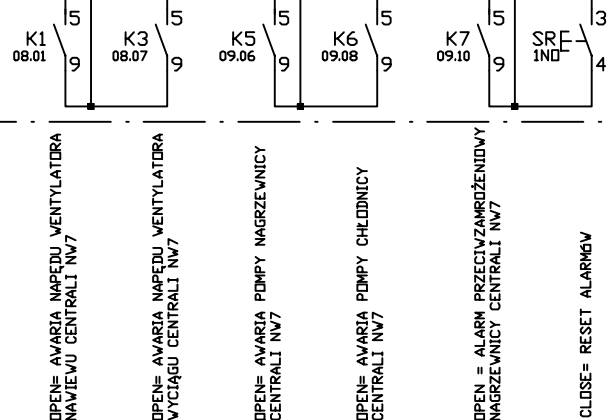 5 5 5 5 5 3
K1 K3 K5 K6 K7 SR
08.01 08.07 09.06 09.08 09.10 1NO
9 9 9 9 9 4
OPEN= AWARIA NAPĘDU WENTYLATORA
NAWIEWU CENTRALI NW7
OPEN= AWARIA NAPĘDU WENTYLATORA
WYCIĄGU CENTRALI NW7
OPEN= AWARIA POMPY NAGRZEWNICY
CENTRALI NW7
OPEN= AWARIA POMPY CHŁODNICY
CENTRALI NW7
OPEN = ALARM PRZECIWZAMROŻENIOWY
NAGRZEWNICY CENTRALI NW7
CLOSE= RESET ALARMÓW